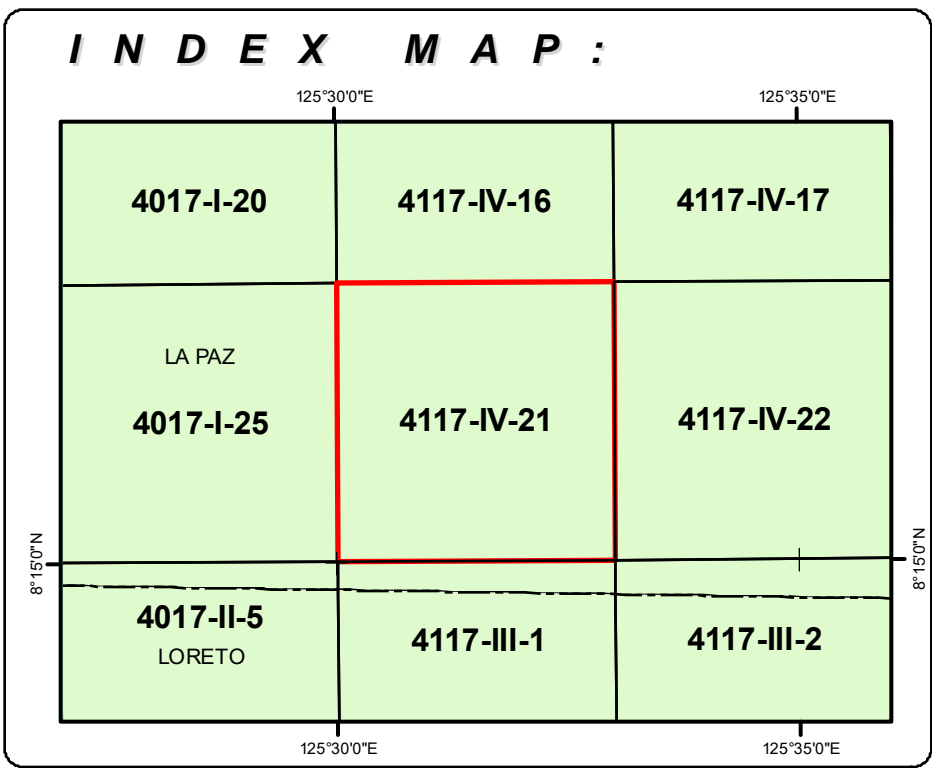 INDEX MAP:
125°30'0"E 125°35'0"E
4017-I-20 4117-IV-16 4117-IV-17
LA PAZ
4017-I-25 4117-IV-21 4117-IV-22
8°15'0"N 8°15'0"N
4017-II-5 4117-III-1 4117-III-2
LORETO
125°30'0"E 125°35'0"E